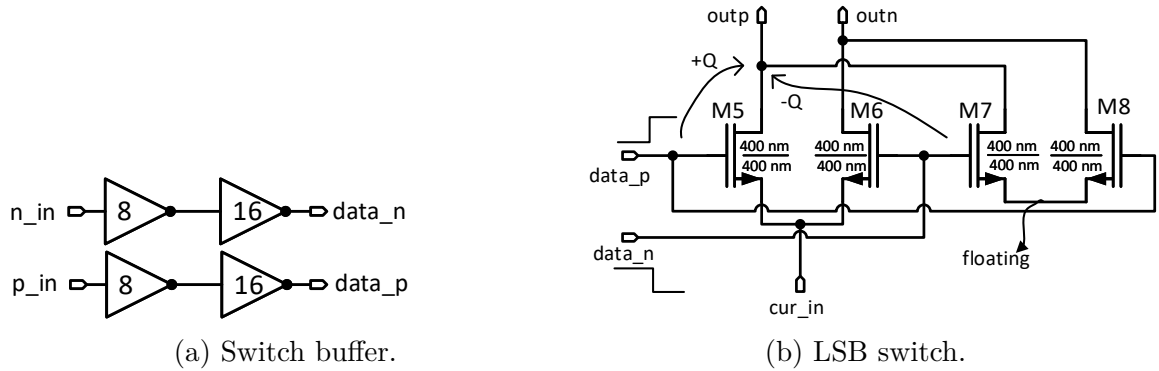 outp
outn
+Q
-Q
M5
M6
M7
M8
400 nm
400 nm
400 nm
400 nm
400 nm
400 nm
400 nm
400 nm
data_p
n_in
8
16
data_n
data_n
floating
p_in
8
16
data_p
cur_in
(a) Switch buffer.
(b) LSB switch.